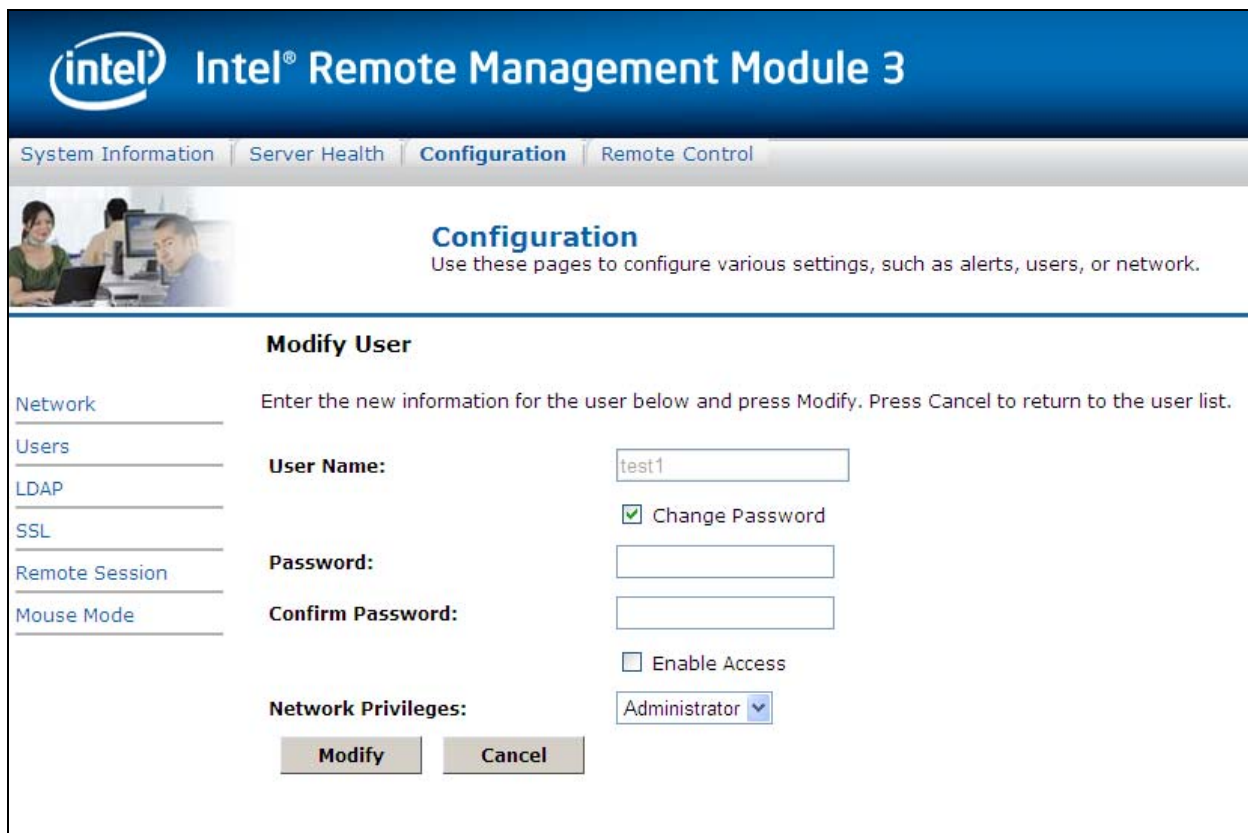 intel® Intel® Remote Management Module 3
System Information Server Health Configuration Remote Control
Configuration
Use these pages to configure various settings, such as alerts, users, or network.
Modify User
Enter the new information for the user below and press Modify. Press Cancel to return to the user list.
Network
Users
LDAP
SSL
Remote Session
Mouse Mode
User Name: test1
Change Password
Password:
Confirm Password:
Enable Access
Network Privileges: Administrator
Modify Cancel